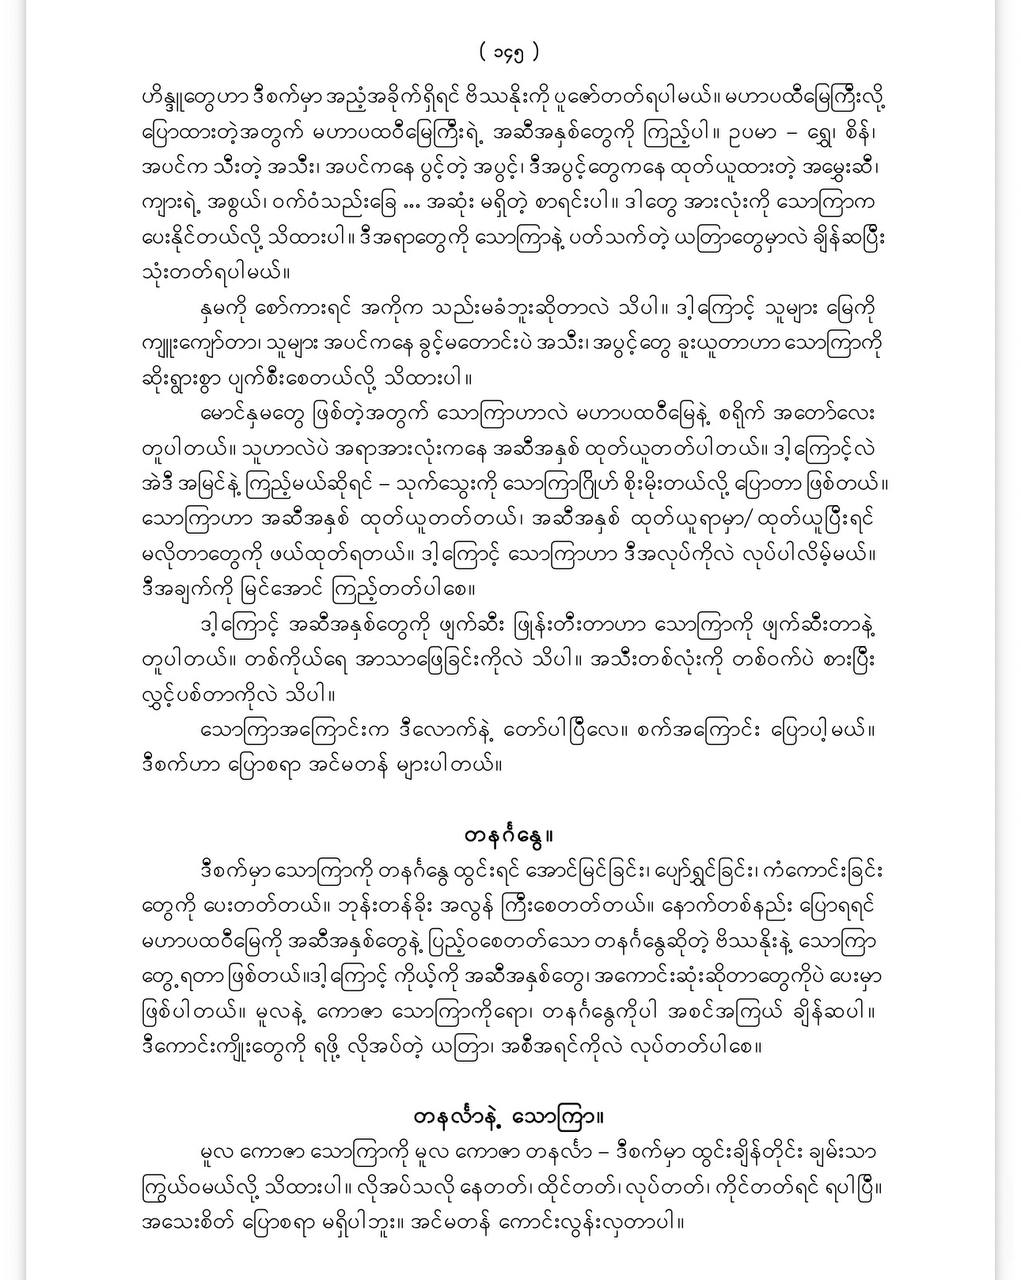 ( ၁၄၅ )
ဟိန္ဒူတွေဟာ ဒီစက်မှာ အညံ့အခိုက်ရှိရင် ဗိဿနိုးကို ပူဇော်တတ်ရပါမယ်။ မဟာပထီမြေကြီးလို့
ပြောထားတဲ့အတွက် မဟာပထဝီမြေကြီးရဲ့ အဆီအနှစ်တွေကို ကြည့်ပါ။ ဥပမာ – ရွှေ၊ စိန်၊
အပင်က သီးတဲ့ အသီး၊ အပင်ကနေ ပွင့်တဲ့ အပွင့်၊ ဒီအပွင့်တွေကနေ ထုတ်ယူထားတဲ့ အမွှေးဆီ၊
ကျားရဲ့ အစွယ်၊ ဝက်ဝံသည်းခြေ ... အဆုံး မရှိတဲ့ စာရင်းပါ။ ဒါတွေ အားလုံးကို သောကြာက
ပေးနိုင်တယ်လို့ သိထားပါ။ ဒီအရာတွေကို သောကြာနဲ့ ပတ်သက်တဲ့ ယတြာတွေမှာလဲ ချိန်ဆပြီး
သုံးတတ်ရပါမယ်။
နှမကို စော်ကားရင် အကိုက သည်းမခံဘူးဆိုတာလဲ သိပါ။ ဒါ့ကြောင့် သူများ မြေကို
ကျူးကျော်တာ၊ သူများ အပင်ကနေ ခွင့်မတောင်းပဲ အသီး၊ အပွင့်တွေ ခူးယူတာဟာ သောကြာကို
ဆိုးရွားစွာ ပျက်စီးစေတယ်လို့ သိထားပါ။
မောင်နှမတွေ ဖြစ်တဲ့အတွက် သောကြာဟာလဲ မဟာပထဝီမြေနဲ့ စရိုက် အတော်လေး
တူပါတယ်။ သူဟာလဲပဲ အရာအားလုံးကနေ အဆီအနှစ် ထုတ်ယူတတ်ပါတယ်။ ဒါ့ကြောင့်လဲ
အဲဒီ အမြင်နဲ့ ကြည့်မယ်ဆိုရင် – သုက်သွေးကို သောကြာဂြိုဟ် စိုးမိုးတယ်လို့ ပြောတာ ဖြစ်တယ်။
သောကြာဟာ အဆီအနှစ် ထုတ်ယူတတ်တယ်၊ အဆီအနှစ် ထုတ်ယူရာမှာ/ ထုတ်ယူပြီးရင်
မလိုတာတွေကို ဖယ်ထုတ်ရတယ်။ ဒါ့ကြောင့် သောကြာဟာ ဒီအလုပ်ကိုလဲ လုပ်ပါလိမ့်မယ်။
ဒီအချက်ကို မြင်အောင် ကြည့်တတ်ပါစေ။
ဒါ့ကြောင့် အဆီအနှစ်တွေကို ဖျက်ဆီး ဖြုန်းတီးတာဟာ သောကြာကို ဖျက်ဆီးတာနဲ့
တူပါတယ်။ တစ်ကိုယ်ရေ အာသာဖြေခြင်းကိုလဲ သိပါ။ အသီးတစ်လုံးကို တစ်ဝက်ပဲ စားပြီး
လွှင့်ပစ်တာကိုလဲ သိပါ။
သောကြာအကြောင်းက ဒီလောက်နဲ့ တော်ပါပြီလေ။ စက်အကြောင်း ပြောပါ့မယ်။
ဒီစက်ဟာ ပြောစရာ အင်မတန် များပါတယ်။
တနင်္ဂနွေ။
ဒီစက်မှာ သောကြာကို တနင်္ဂနွေ ထွင်းရင် အောင်မြင်ခြင်း၊ ပျော်ရွှင်ခြင်း၊ ကံကောင်းခြင်း
တွေကို ပေးတတ်တယ်။ ဘုန်းတန်ခိုး အလွန် ကြီးစေတတ်တယ်။ နောက်တစ်နည်း ပြောရရင်
မဟာပထဝီမြေကို အဆီအနှစ်တွေနဲ့ ပြည့်ဝစေတတ်သော တနင်္ဂနွေဆိုတဲ့ ဗိဿနိုးနဲ့ သောကြာ
တွေ့ရတာ ဖြစ်တယ်။ဒါ့ကြောင့် ကိုယ့်ကို အဆီအနှစ်တွေ၊ အကောင်းဆုံးဆိုတာတွေကိုပဲ ပေးမှာ
ဖြစ်ပါတယ်။ မူလနဲ့ ကောဇာ သောကြာကိုရော၊ တနင်္ဂနွေကိုပါ အစင်အကြယ် ချိန်ဆပါ။
ဒီကောင်းကျိုးတွေကို ရဖို့ လိုအပ်တဲ့ ယတြာ၊ အစီအရင်ကိုလဲ လုပ်တတ်ပါစေ။
တနင်္လာနဲ့ သောကြာ။
မူလ ကောဇာ သောကြာကို မူလ ကောဇာ တနင်္လာ – ဒီစက်မှာ ထွင်းချိန်တိုင်း ချမ်းသာ
ကြွယ်ဝမယ်လို့ သိထားပါ။ လိုအပ်သလို နေတတ်၊ ထိုင်တတ်၊ လုပ်တတ်၊ ကိုင်တတ်ရင် ရပါပြီ။
အသေးစိတ် ပြောစရာ မရှိပါဘူး။ အင်မတန် ကောင်းလွန်းလှတာပါ။